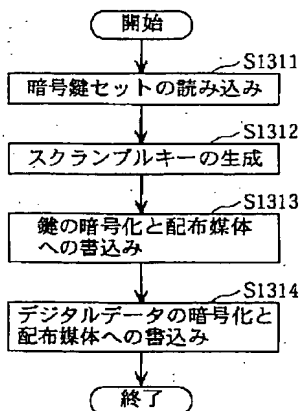 開始
S1311
暗号鍵セットの読み込み
S1312
スクランブルキーの生成
S1313
鍵の暗号化と配布媒体
への書込み
S1314
デジタルデータの暗号化と
配布媒体への書込み
終了